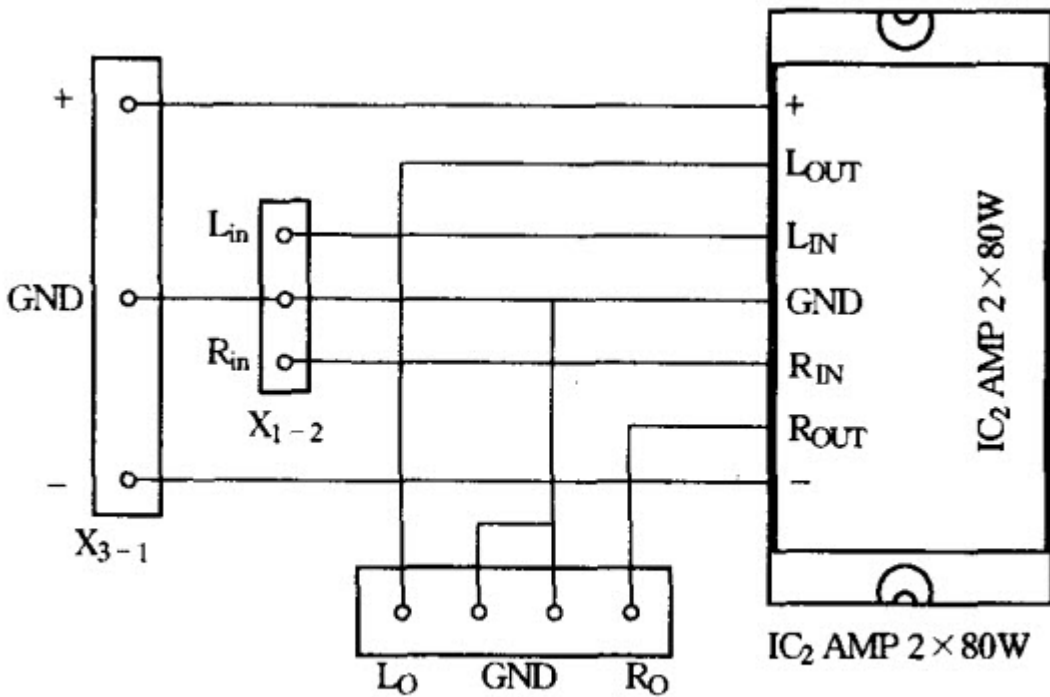 +
GND
−
X3−1
Lin
Rin
X1−2
+
LOUT
LIN
GND
RIN
ROUT
−
IC2 AMP 2×80W
LO GND RO
IC2 AMP 2×80W